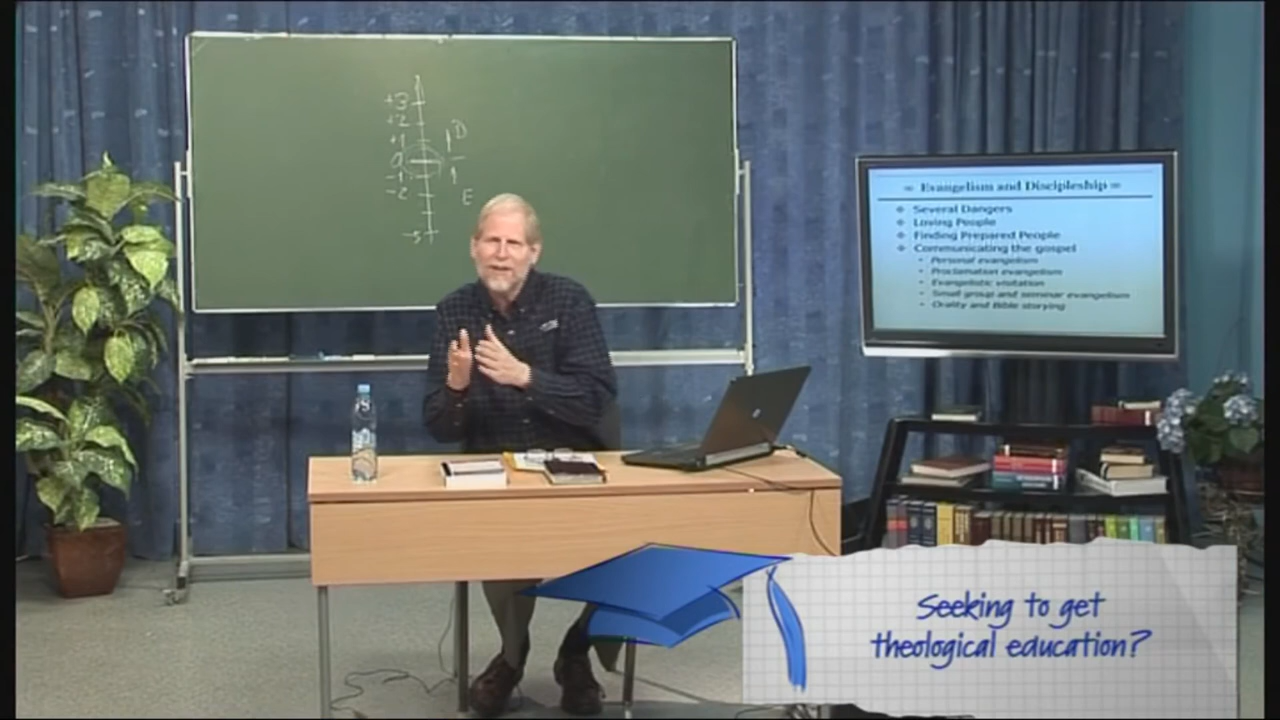 +3
+2
+1
0
-1
-2
-5
D
E
Evangelism and Discipleship
Several Dangers
Loving People
Finding Prepared People
Communicating the gospel
• Personal evangelism
• Proclamation evangelism
• Evangelistic visitation
• Small group and seminar evangelism
• Orality and Bible storying
Seeking to get
theological education?